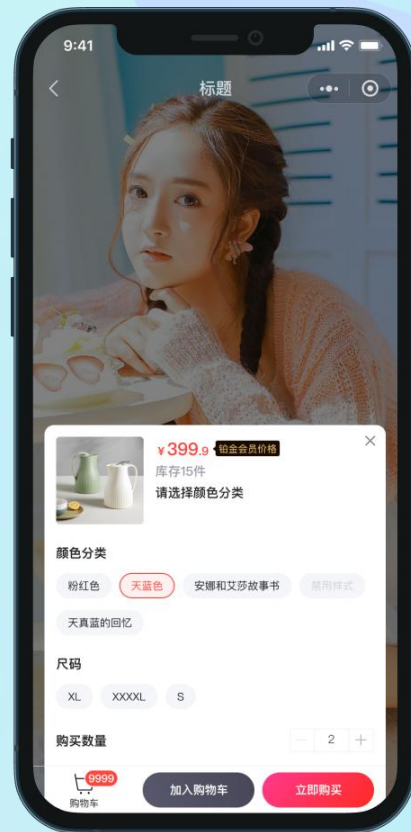 9:41
标题
¥399.9 铂金会员价格
库存15件
请选择颜色分类
颜色分类
粉红色 天蓝色 安娜和艾莎故事书 禁用样式
天真蓝的回忆
尺码
XL XXXXL S
购买数量
2
9999
购物车 加入购物车 立即购买